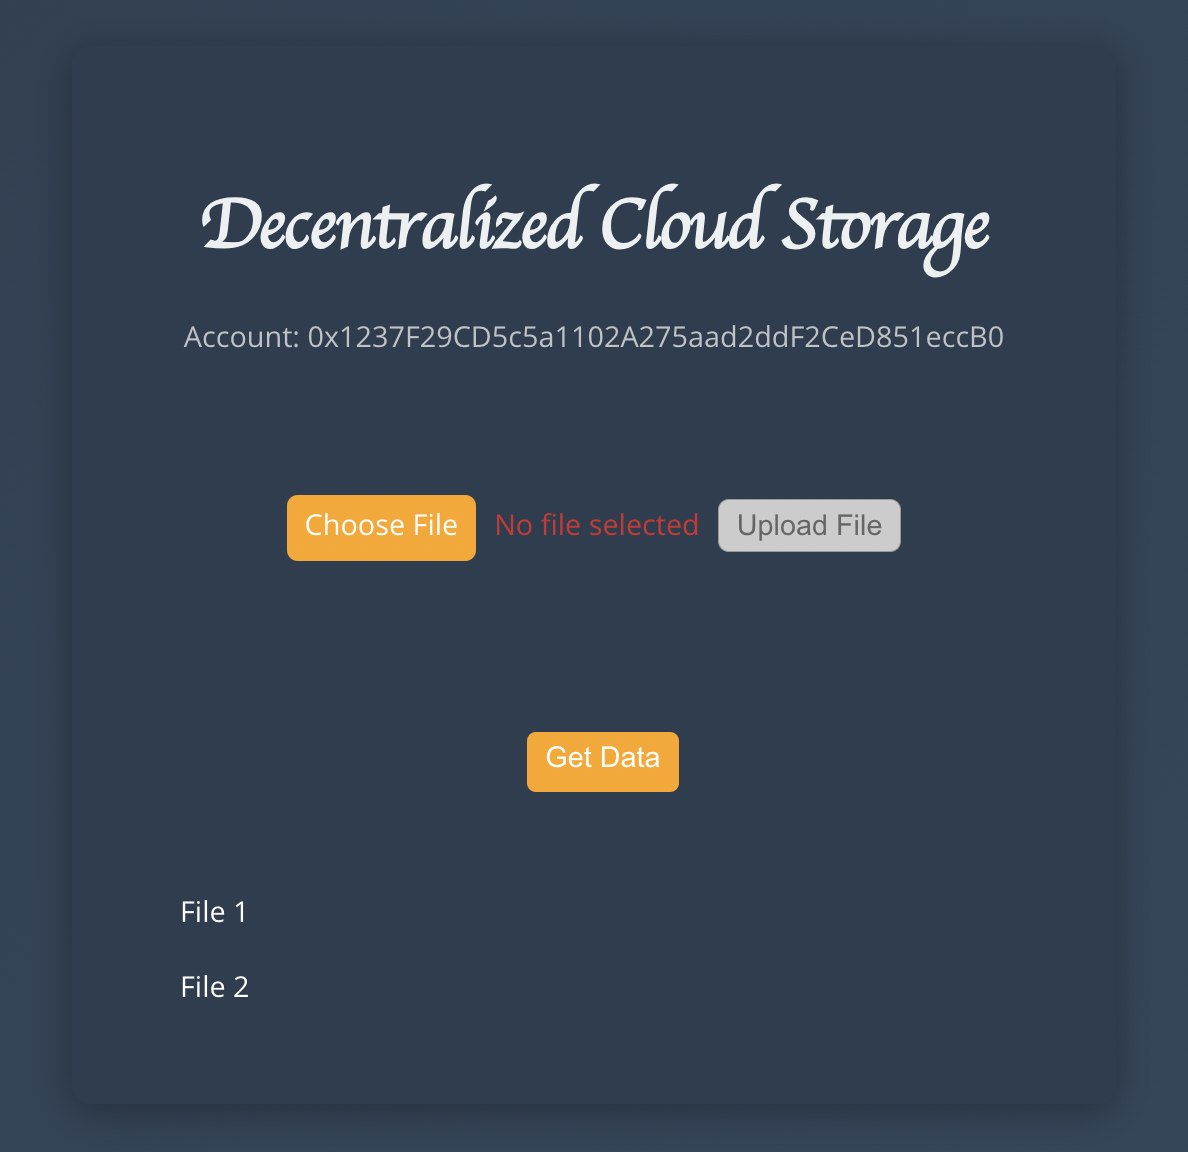 Decentralized Cloud Storage
Account: 0x1237F29CD5c5a1102A275aad2ddF2CeD851eccB0
Choose File No file selected Upload File
Get Data
File 1
File 2